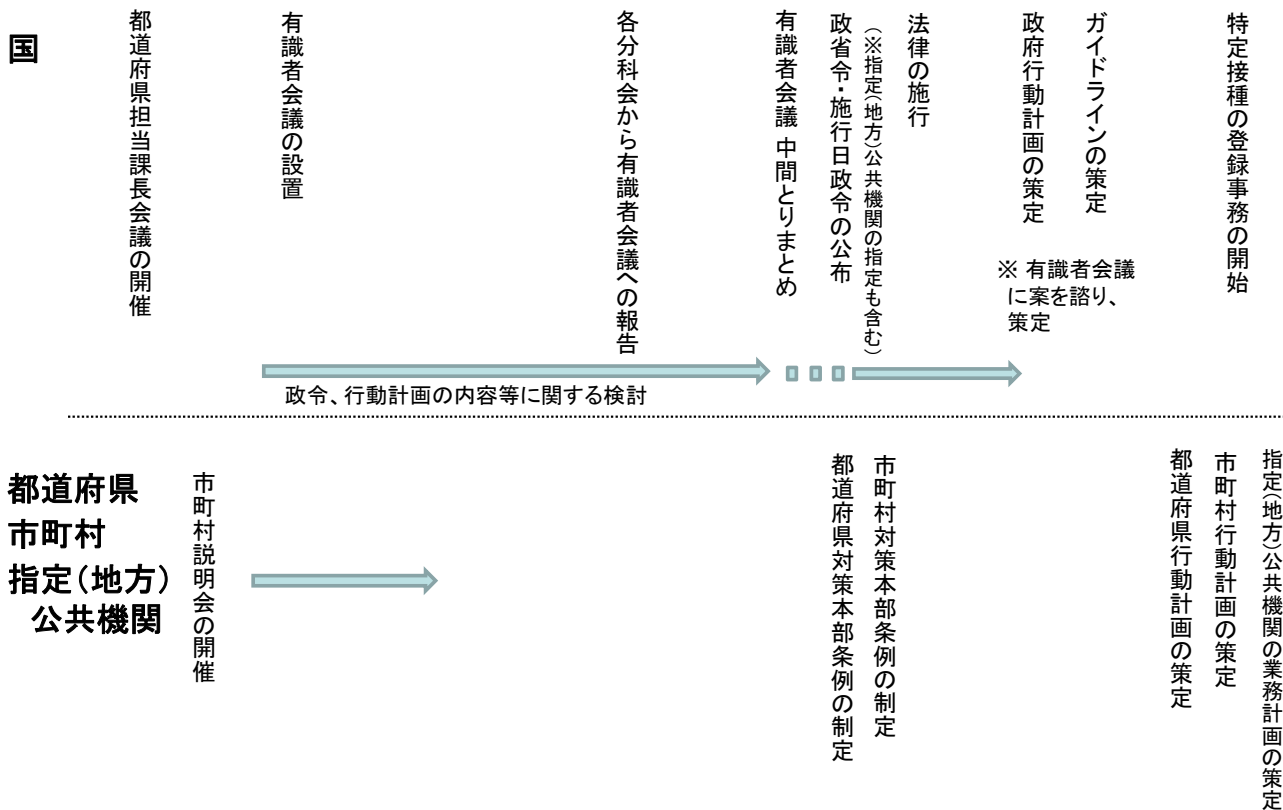 国
都道府県担当課長会議の開催
有識者会議の設置
各分科会から有識者会議への報告
有識者会議 中間とりまとめ
政省令・施行日政令の公布
(※指定(地方)公共機関の指定も含む)
法律の施行
政府行動計画の策定
ガイドラインの策定
※ 有識者会議
に案を諮り、
策定
特定接種の登録事務の開始
政令、行動計画の内容等に関する検討
都道府県
市町村
指定(地方)
公共機関
市町村説明会の開催
都道府県対策本部条例の制定
市町村対策本部条例の制定
都道府県行動計画の策定
市町村行動計画の策定
指定(地方)公共機関の業務計画の策定